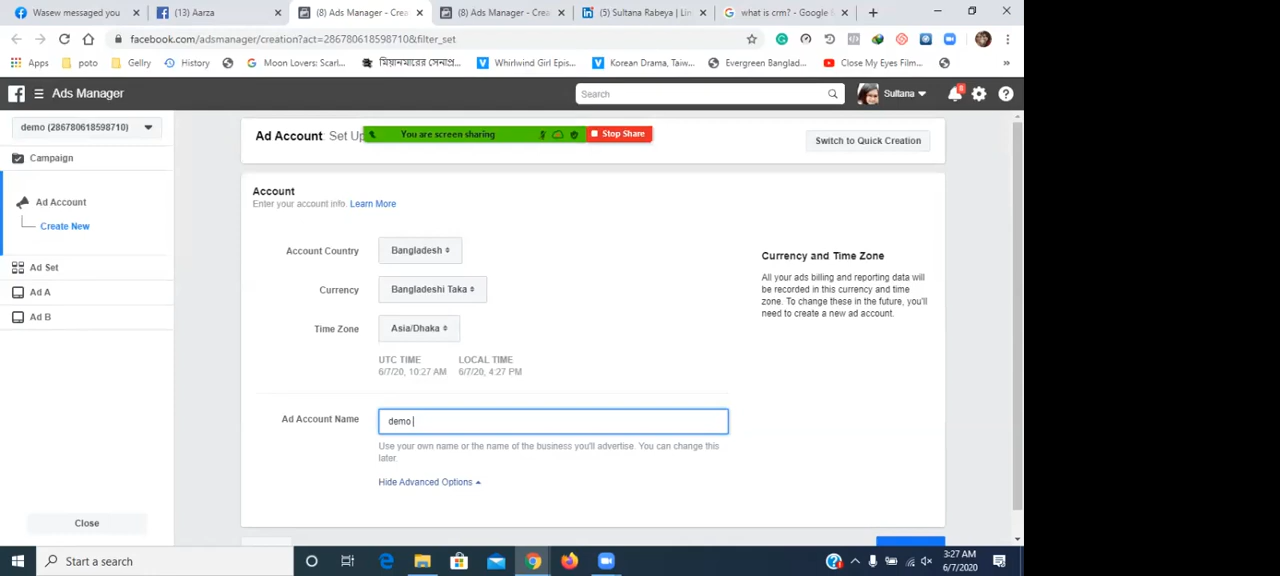 Wasew messaged you
(13) Aarza
(8) Ads Manager - Crea
(8) Ads Manager - Crea
(5) Sultana Rabeya | Lin
what is crm? - Google
facebook.com/adsmanager/creation?act=286780618598710&filter_set
Apps
poto
Gellry
History
Moon Lovers: Scarl...
মিয়ানমারের সেনাপ্র...
Whirlwind Girl Epis...
Korean Drama, Taiw...
Evergreen Banglad...
Close My Eyes Film...
Ads Manager
Search
Sultana
8
demo (286780618598710)
Ad Account Set Up
You are screen sharing
Stop Share
Switch to Quick Creation
Campaign
Ad Account
Create New
Ad Set
Ad A
Ad B
Close
Account
Enter your account info. Learn More
Account Country Bangladesh
Currency Bangladeshi Taka
Time Zone Asia/Dhaka
UTC TIME LOCAL TIME
6/7/20, 10:27 AM 6/7/20, 4:27 PM
Currency and Time Zone
All your ads billing and reporting data will
be recorded in this currency and time
zone. To change these in the future, you'll
need to create a new ad account.
Ad Account Name demo
Use your own name or the name of the business you'll advertise. You can change this
later.
Hide Advanced Options
Start a search
3:27 AM
6/7/2020